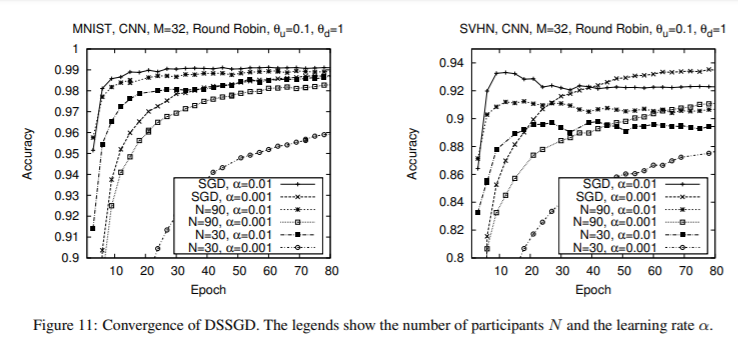 MNIST, CNN, M=32, Round Robin, θu=0.1, θd=1
1
0.99
0.98
0.97
0.96
0.95
0.94
0.93
0.92
0.91
0.9
Accuracy
SGD, α=0.01
SGD, α=0.001
N=90, α=0.01
N=90, α=0.001
N=30, α=0.01
N=30, α=0.001
10 20 30 40 50 60 70 80
Epoch
SVHN, CNN, M=32, Round Robin, θu=0.1, θd=1
0.94
0.92
0.9
0.88
0.86
0.84
0.82
0.8
Accuracy
SGD, α=0.01
SGD, α=0.001
N=90, α=0.01
N=90, α=0.001
N=30, α=0.01
N=30, α=0.001
10 20 30 40 50 60 70 80
Epoch
Figure 11: Convergence of DSSGD. The legends show the number of participants N and the learning rate α.